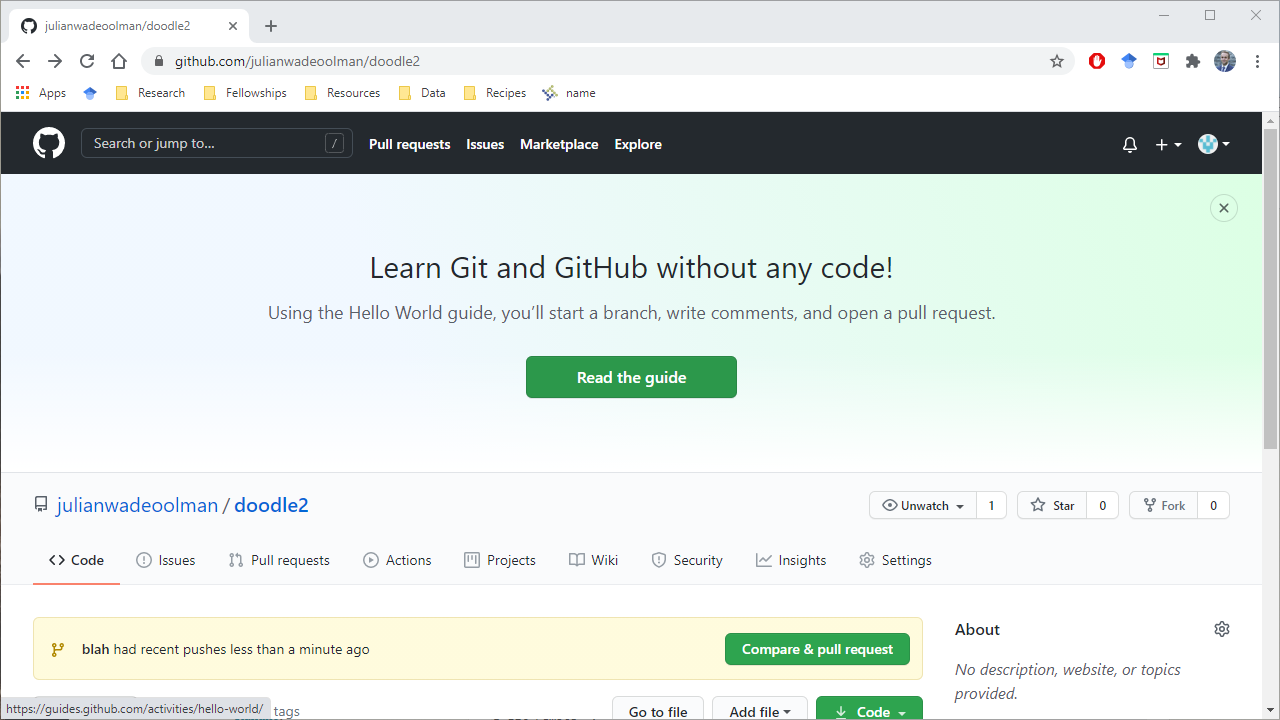 julianwadeoolman/doodle2
github.com/julianwadeoolman/doodle2
Apps Research Fellowships Resources Data Recipes name
Search or jump to... / Pull requests Issues Marketplace Explore
Learn Git and GitHub without any code!
Using the Hello World guide, you’ll start a branch, write comments, and open a pull request.
Read the guide
julianwadeoolman / doodle2 Unwatch 1 Star 0 Fork 0
Code Issues Pull requests Actions Projects Wiki Security Insights Settings
blah had recent pushes less than a minute ago Compare & pull request
About
No description, website, or topics
provided.
tags Go to file Add file Code
https://guides.github.com/activities/hello-world/